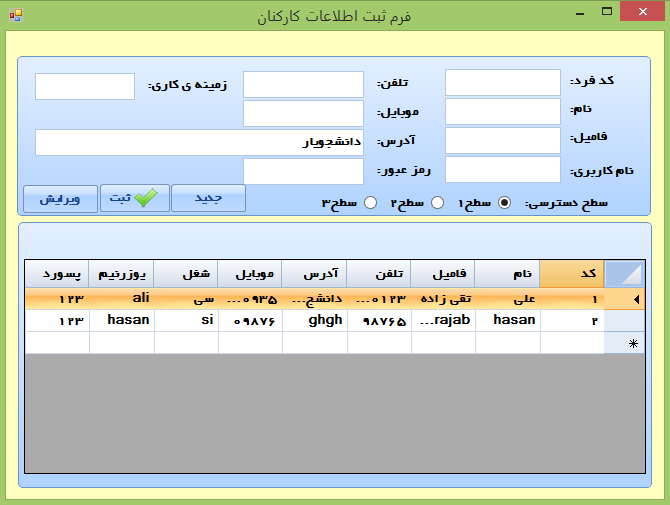 فرم ثبت اطلاعات کارکنان
کد فرد: تلفن: زمینه ی کاری:
نام: موبایل:
فامیل: آدرس: دانشجویار
نام کاربری: رمز عبور:
سطح دسترسی: سطح۱ سطح۲ سطح۳
جدید ثبت ویرایش
کد نام فامیل تلفن آدرس موبایل شغل یوزرنیم پسورد
۱ علی تقی زاده ۰۱۲۳... دانشج... ۰۹۳۵... سی ali ۱۲۳
۲ hasan rajab... ۹۸۷۶۵ ghgh ۰۹۸۷۶ si hasan ۱۲۳